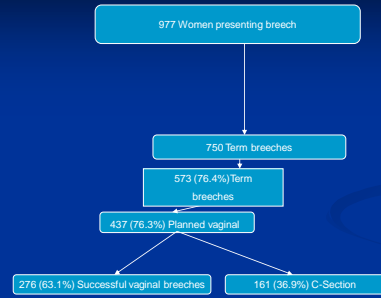 977 Women presenting breech
750 Term breeches
573 (76.4%)Term
breeches
437 (76.3%) Planned vaginal
276 (63.1%) Successful vaginal breeches
161 (36.9%) C-Section